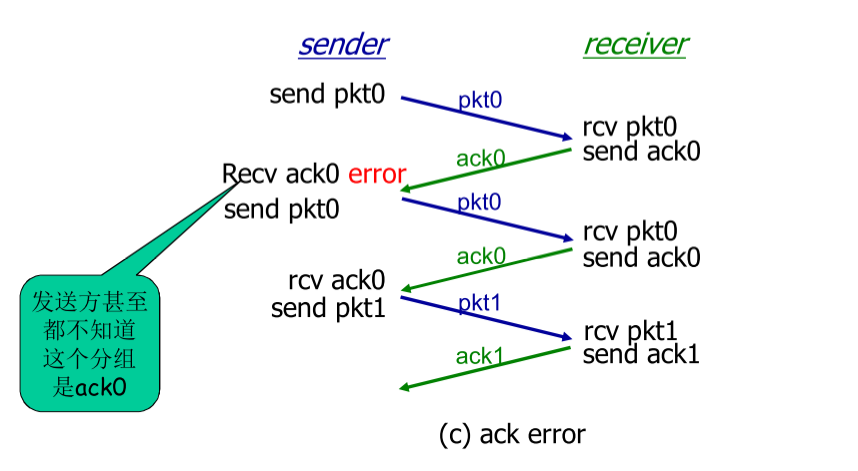 sender
receiver
send pkt0
pkt0
rcv pkt0
send ack0
ack0
Recv ack0 error
send pkt0
pkt0
rcv pkt0
send ack0
ack0
rcv ack0
send pkt1
pkt1
rcv pkt1
send ack1
ack1
发送方甚至
都不知道
这个分组
是ack0
(c) ack error